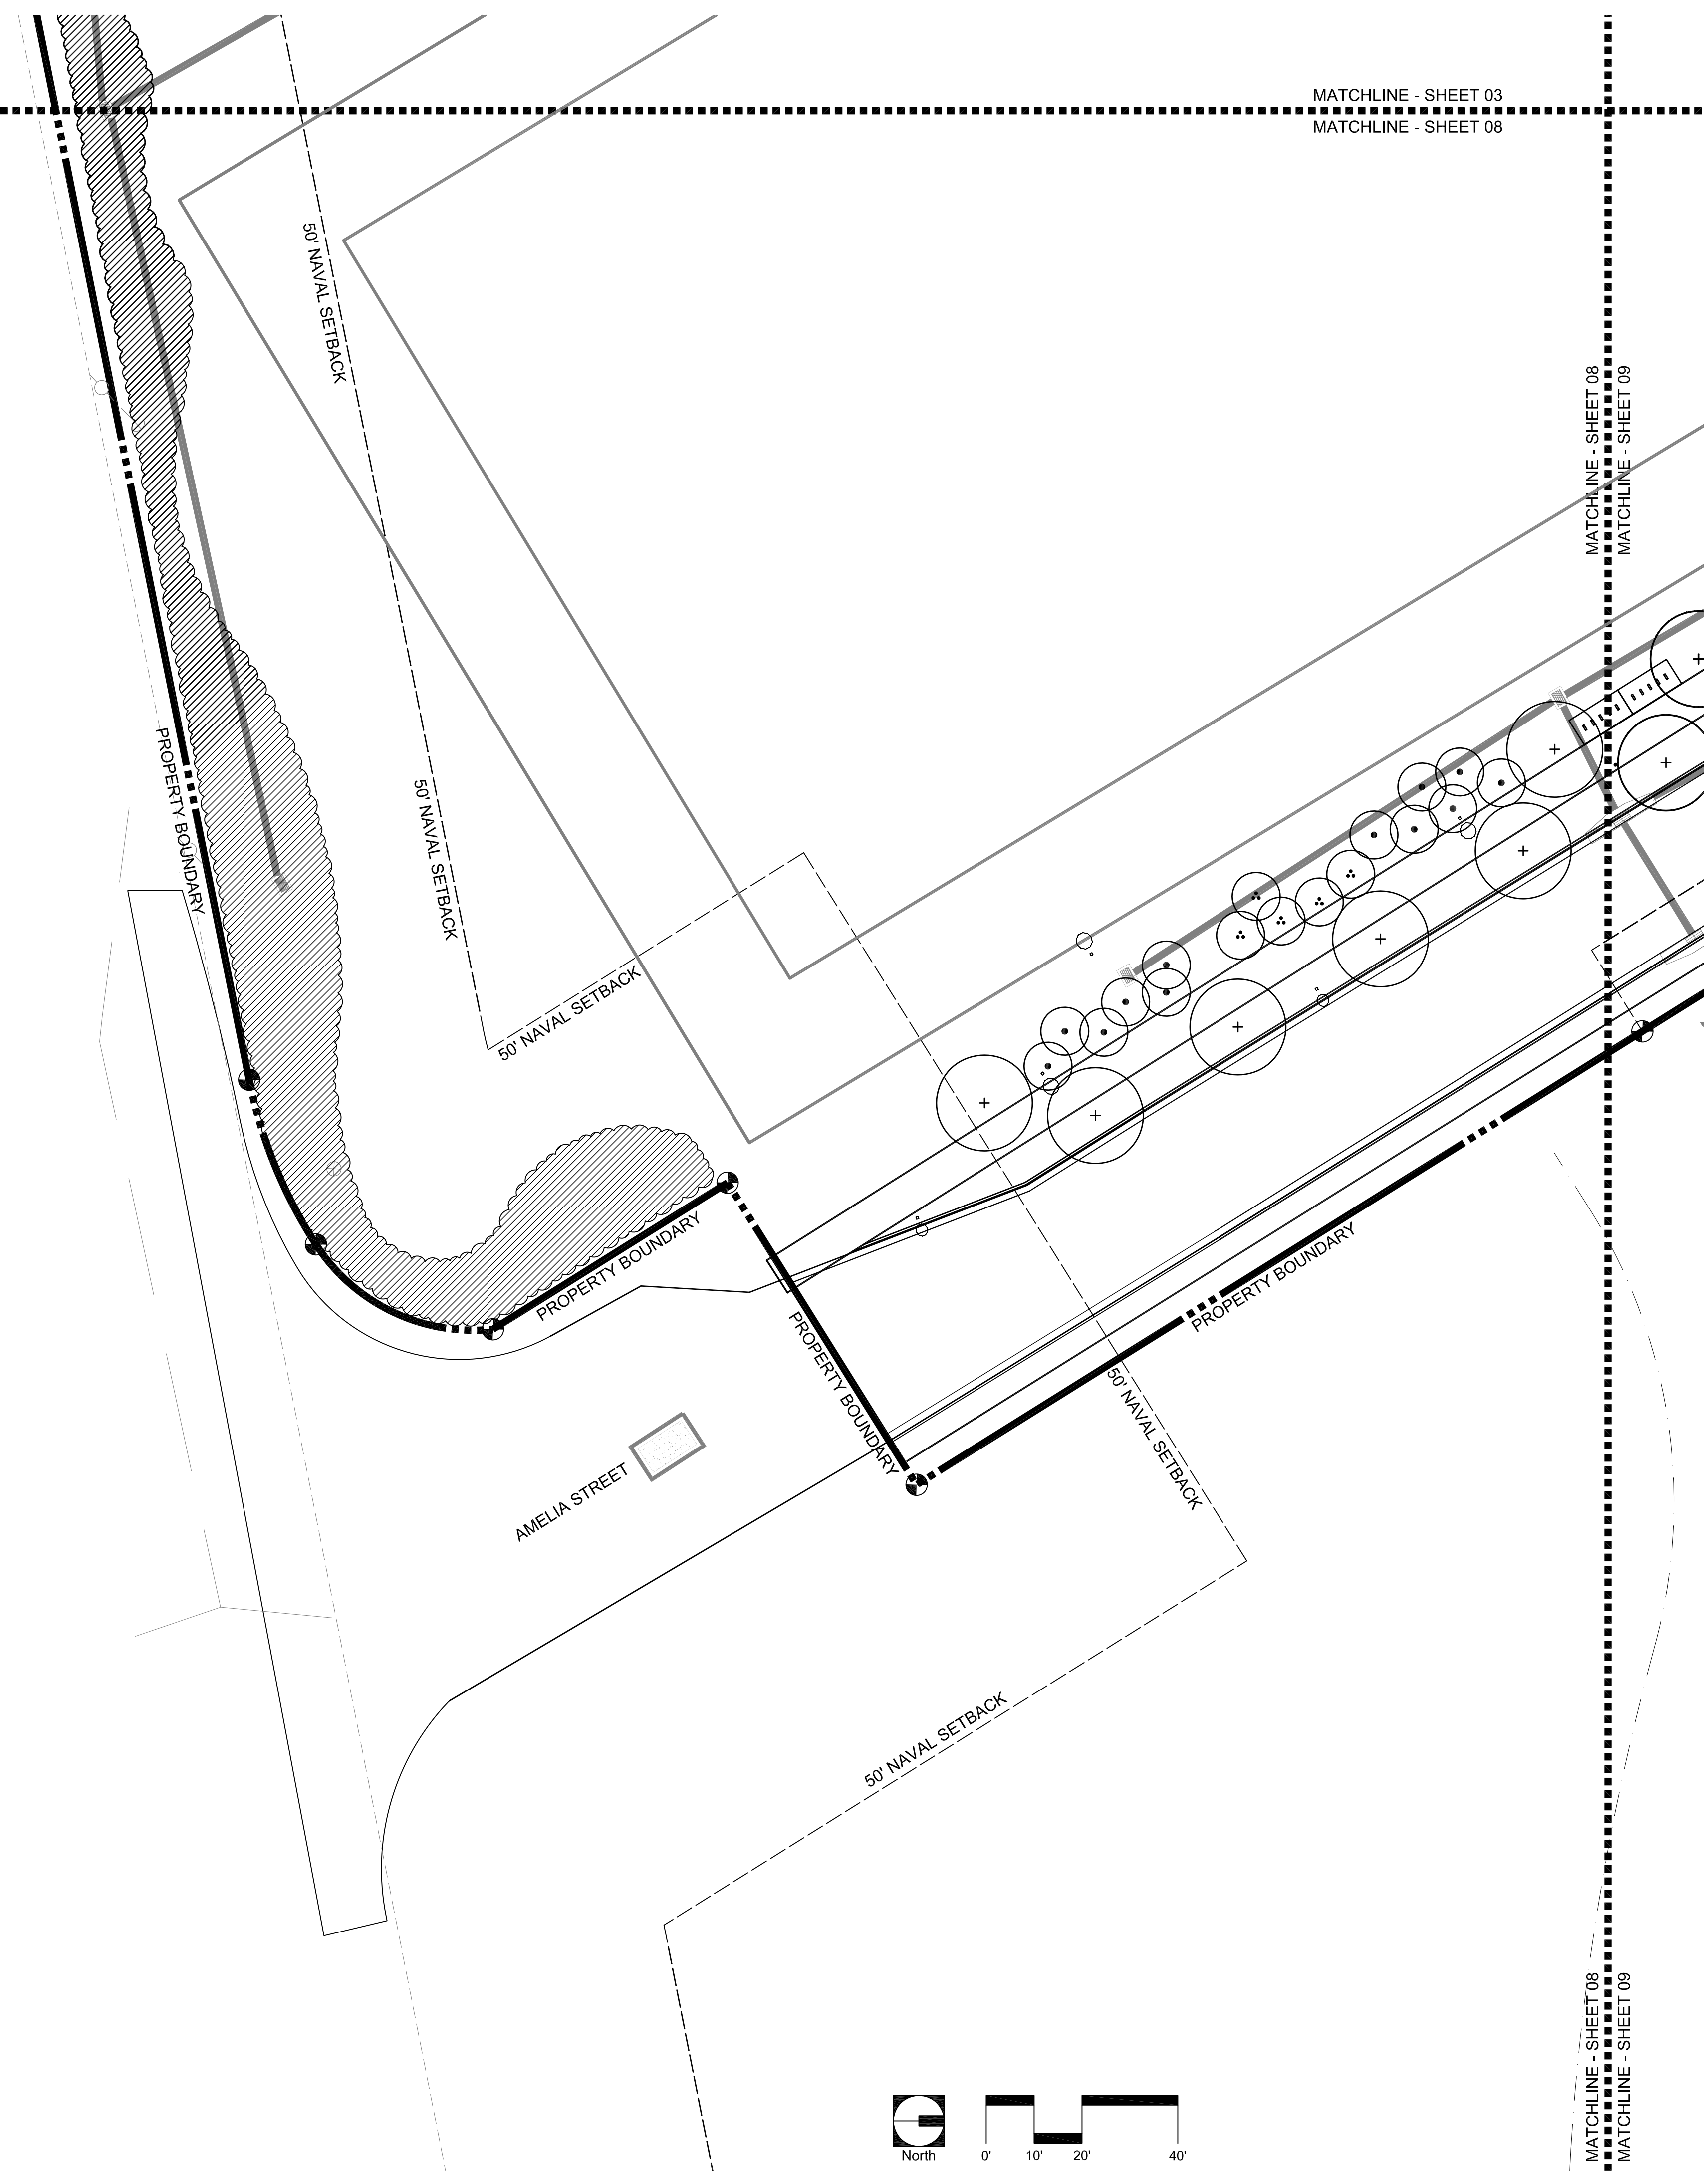 MATCHLINE - SHEET 03
MATCHLINE - SHEET 08
50' NAVAL SETBACK
MATCHLINE - SHEET 08
MATCHLINE - SHEET 09
PROPERTY BOUNDARY
50' NAVAL SETBACK
50' NAVAL SETBACK
PROPERTY BOUNDARY
PROPERTY BOUNDARY
PROPERTY BOUNDARY
50' NAVAL SETBACK
AMELIA STREET
50' NAVAL SETBACK
MATCHLINE - SHEET 08
MATCHLINE - SHEET 09
North
0' 10' 20' 40'